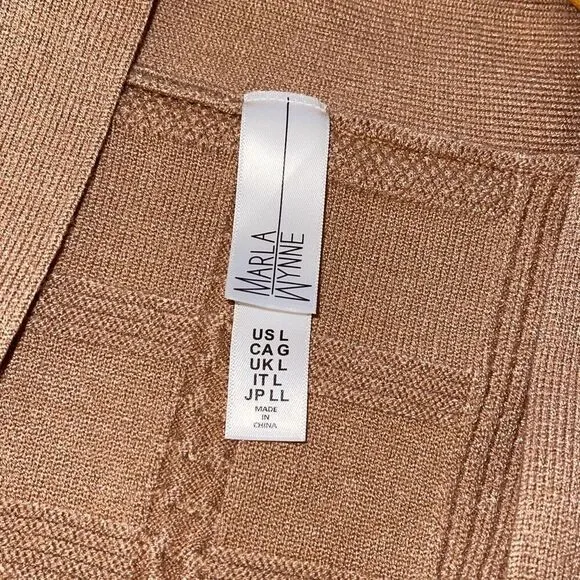 MARLA
WYNNE
US L
CA G
UK L
IT L
JP LL
MADE
IN
CHINA